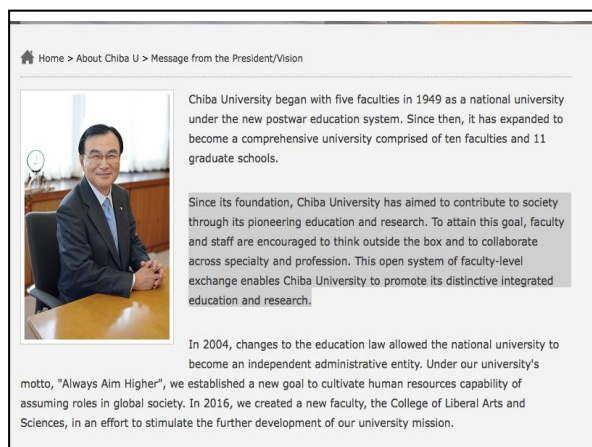 Home > About Chiba U > Message from the President/Vision
Chiba University began with five faculties in 1949 as a national university
under the new postwar education system. Since then, it has expanded to
become a comprehensive university comprised of ten faculties and 11
graduate schools.
Since its foundation, Chiba University has aimed to contribute to society
through its pioneering education and research. To attain this goal, faculty
and staff are encouraged to think outside the box and to collaborate
across specialty and profession. This open system of faculty-level
exchange enables Chiba University to promote its distinctive integrated
education and research.
In 2004, changes to the education law allowed the national university to
become an independent administrative entity. Under our university's
motto, "Always Aim Higher", we established a new goal to cultivate human resources capability of
assuming roles in global society. In 2016, we created a new faculty, the College of Liberal Arts and
Sciences, in an effort to stimulate the further development of our university mission.